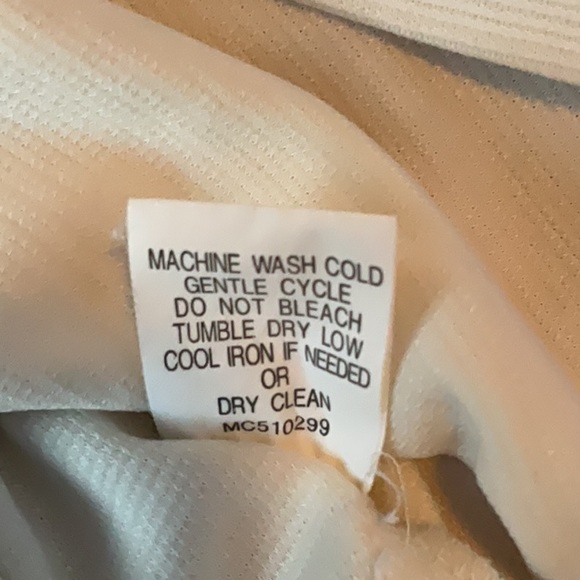 MACHINE WASH COLD
GENTLE CYCLE
DO NOT BLEACH
TUMBLE DRY LOW
COOL IRON IF NEEDED
OR
DRY CLEAN
MC510299